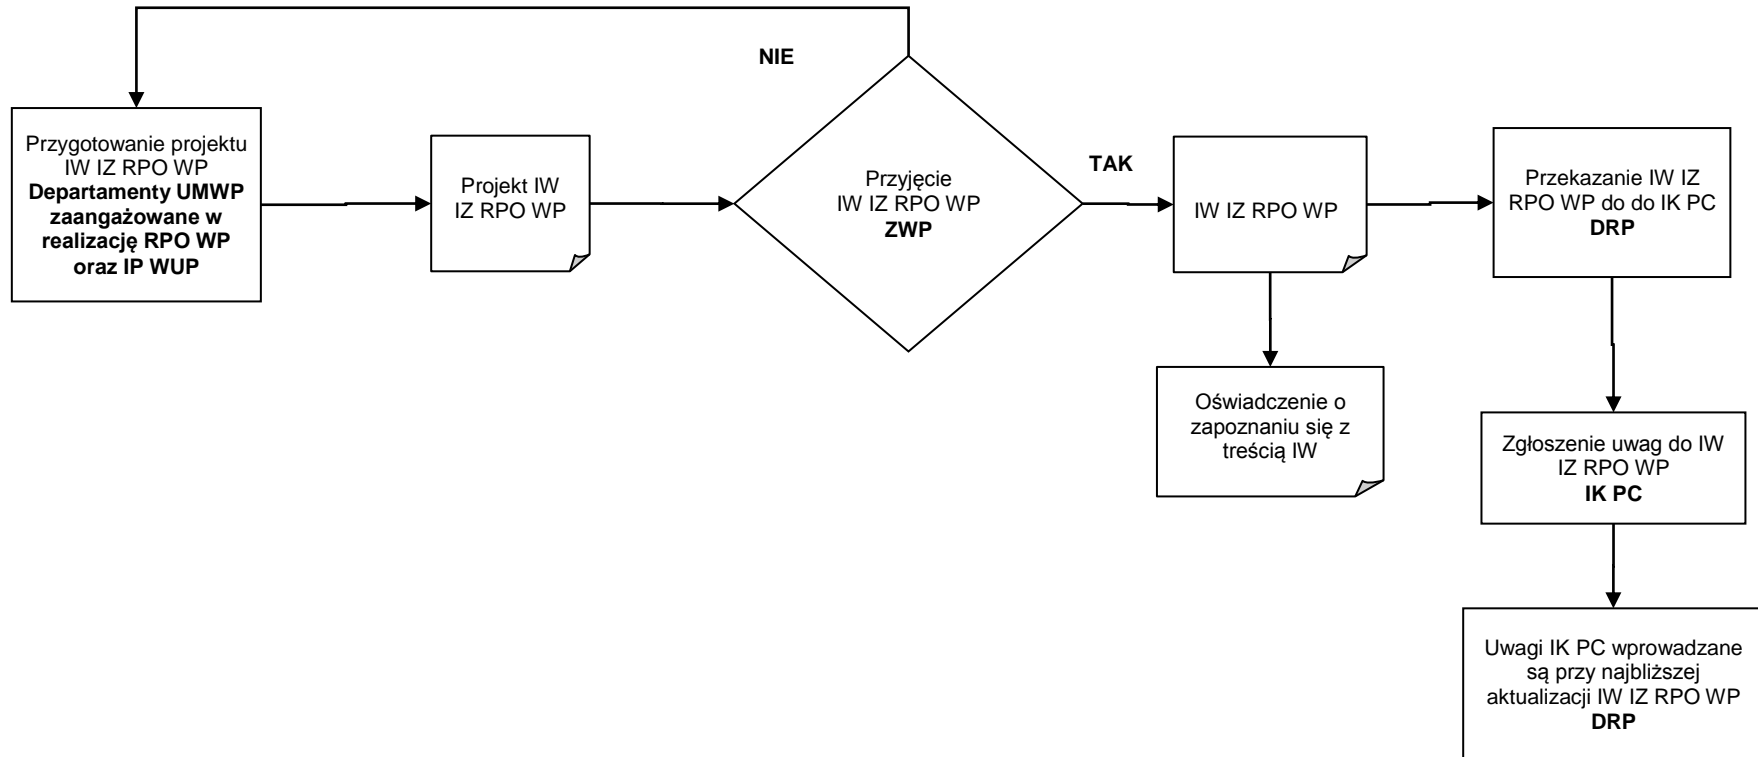 NIE
Przygotowanie projektu
IW IZ RPO WP
Departamenty UMWP
zaangażowane w
realizację RPO WP
oraz IP WUP
Projekt IW
IZ RPO WP
Przyjęcie
IW IZ RPO WP
ZWP
TAK
IW IZ RPO WP
Przekazanie IW IZ
RPO WP do do IK PC
DRP
Oświadczenie o
zapoznaniu się z
treścią IW
Zgłoszenie uwag do IW
IZ RPO WP
IK PC
Uwagi IK PC wprowadzane
są przy najbliższej
aktualizacji IW IZ RPO WP
DRP